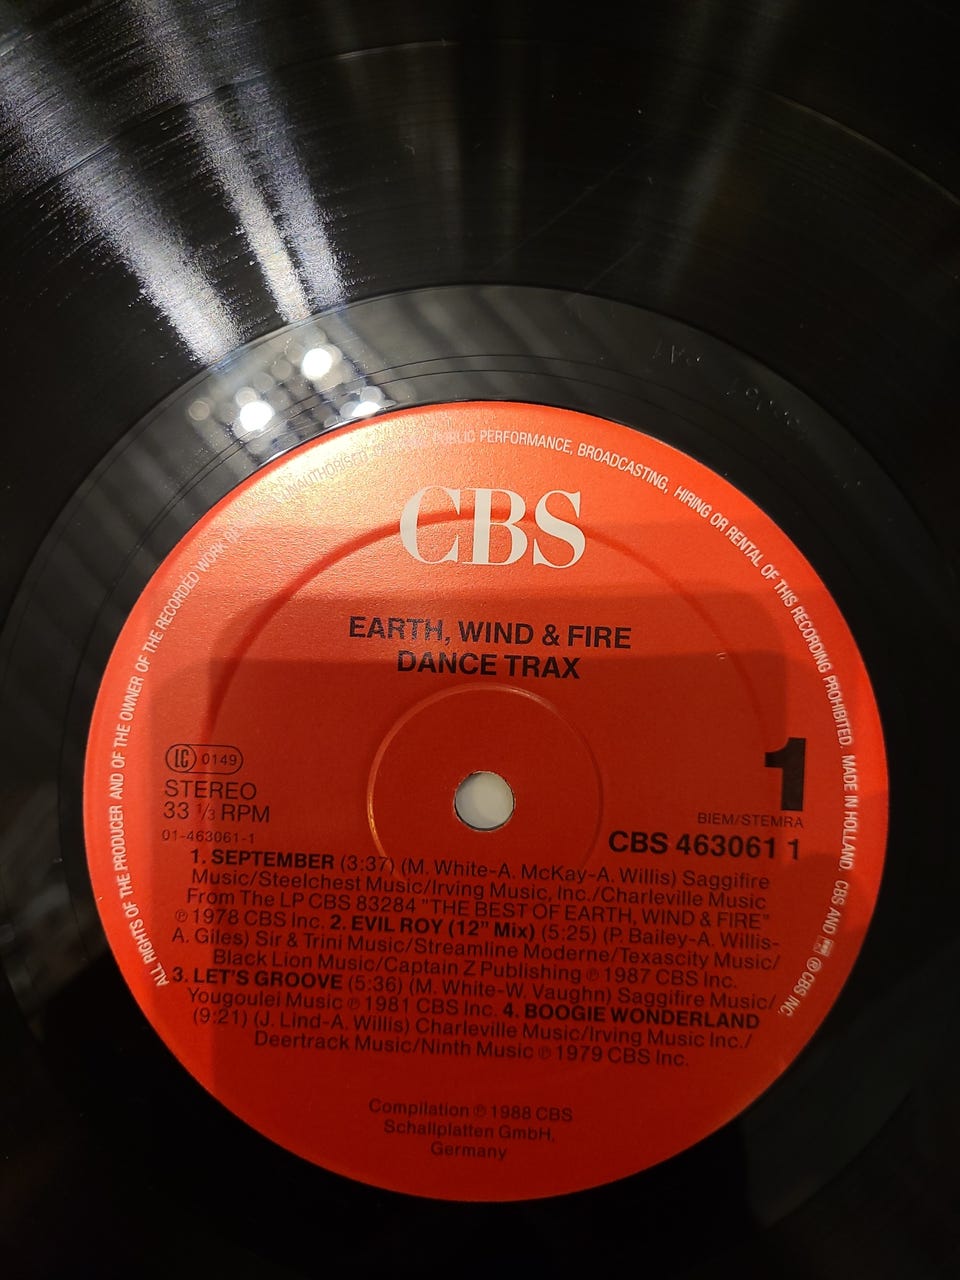 ALL RIGHTS OF THE PRODUCER AND OF THE OWNER OF THE RECORDED WORK UNAUTHORISED PUBLIC PERFORMANCE, BROADCASTING, HIRING OR RENTAL OF THIS RECORDING PROHIBITED. MADE IN HOLLAND. CBS AND ℗ CBS INC.
CBS
EARTH, WIND & FIRE
DANCE TRAX
LC 0149
STEREO
33 1/3 RPM
01-463061-1
1
BIEM/STEMRA
CBS 463061 1
1. SEPTEMBER (3:37) (M. White-A. McKay-A. Willis) Saggifire
Music/Steelchest Music/Irving Music, Inc./Charleville Music
From The LP CBS 83284 "THE BEST OF EARTH, WIND & FIRE"
℗ 1978 CBS Inc. 2. EVIL ROY (12" Mix) (5:25) (P. Bailey-A. Willis-
A. Giles) Sir & Trini Music/Streamline Moderne/Texascity Music/
Black Lion Music/Captain Z Publishing ℗ 1987 CBS Inc.
3. LET'S GROOVE (5:36) (M. White-W. Vaughn) Saggifire Music/
Yougoulei Music ℗ 1981 CBS Inc. 4. BOOGIE WONDERLAND
(9:21) (J. Lind-A. Willis) Charleville Music/Irving Music Inc./
Deertrack Music/Ninth Music ℗ 1979 CBS Inc.
Compilation ℗ 1988 CBS
Schallplatten GmbH,
Germany